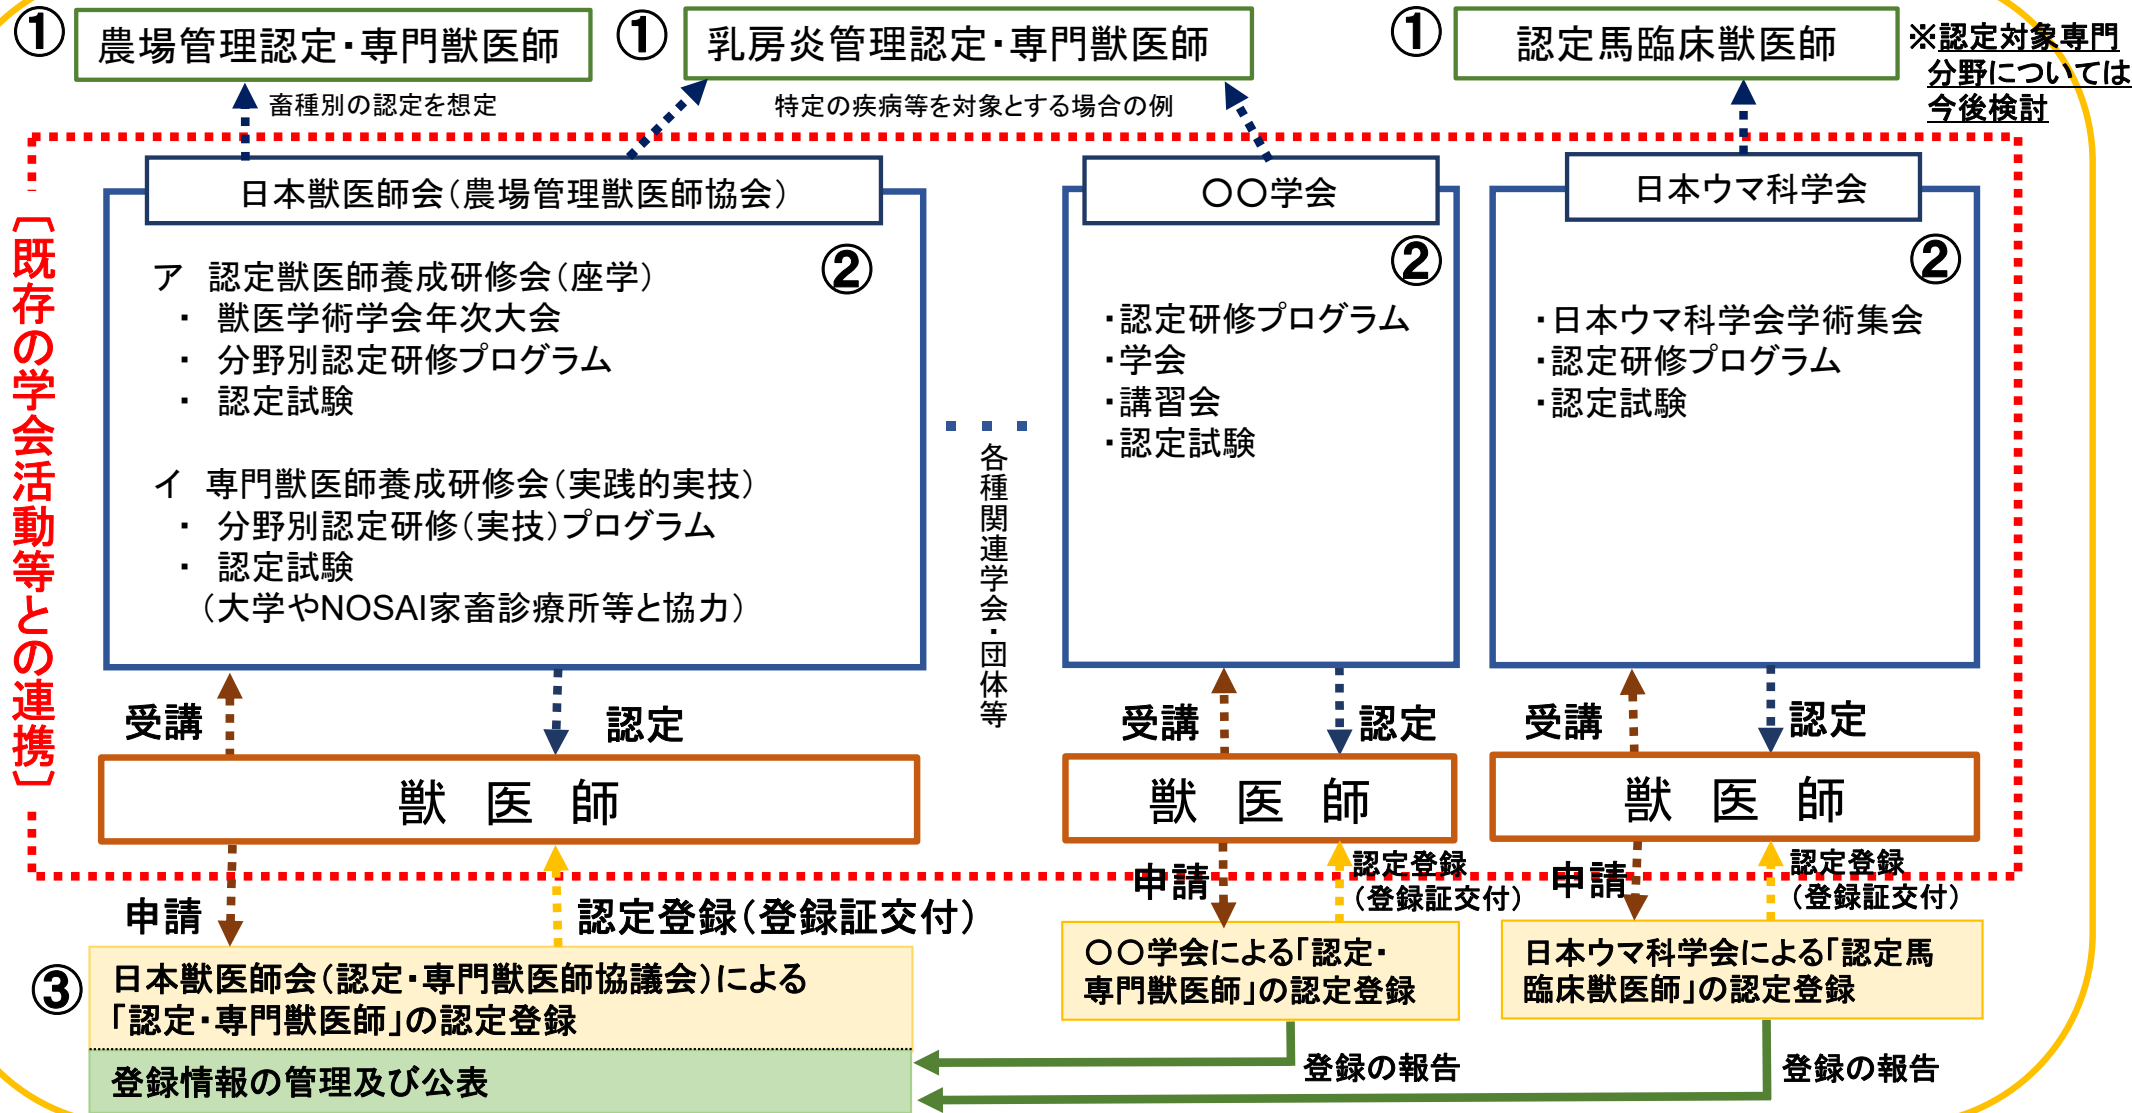 ①
農場管理認定・専門獣医師
①
乳房炎管理認定・専門獣医師
①
認定馬臨床獣医師
※認定対象専門
分野については
今後検討
畜種別の認定を想定
特定の疾病等を対象とする場合の例
〔既存の学会活動等との連携〕
日本獣医師会（農場管理獣医師協会）
②
ア　認定獣医師養成研修会（座学）
・　獣医学術学会年次大会
・　分野別認定研修プログラム
・　認定試験
イ　専門獣医師養成研修会（実践的実技）
・　分野別認定研修（実技）プログラム
・　認定試験
（大学やNOSAI家畜診療所等と協力）
各種関連学会・団体等
〇〇学会
②
・認定研修プログラム
・学会
・講習会
・認定試験
日本ウマ科学会
②
・日本ウマ科学会学術集会
・認定研修プログラム
・認定試験
受講
認定
受講
認定
受講
認定
獣　医　師
獣　医　師
獣　医　師
申請
認定登録（登録証交付）
申請
認定登録
（登録証交付）
申請
認定登録
（登録証交付）
③
日本獣医師会（認定・専門獣医師協議会）による
「認定・専門獣医師」の認定登録
登録情報の管理及び公表
〇〇学会による「認定・
専門獣医師」の認定登録
日本ウマ科学会による「認定馬
臨床獣医師」の認定登録
登録の報告
登録の報告